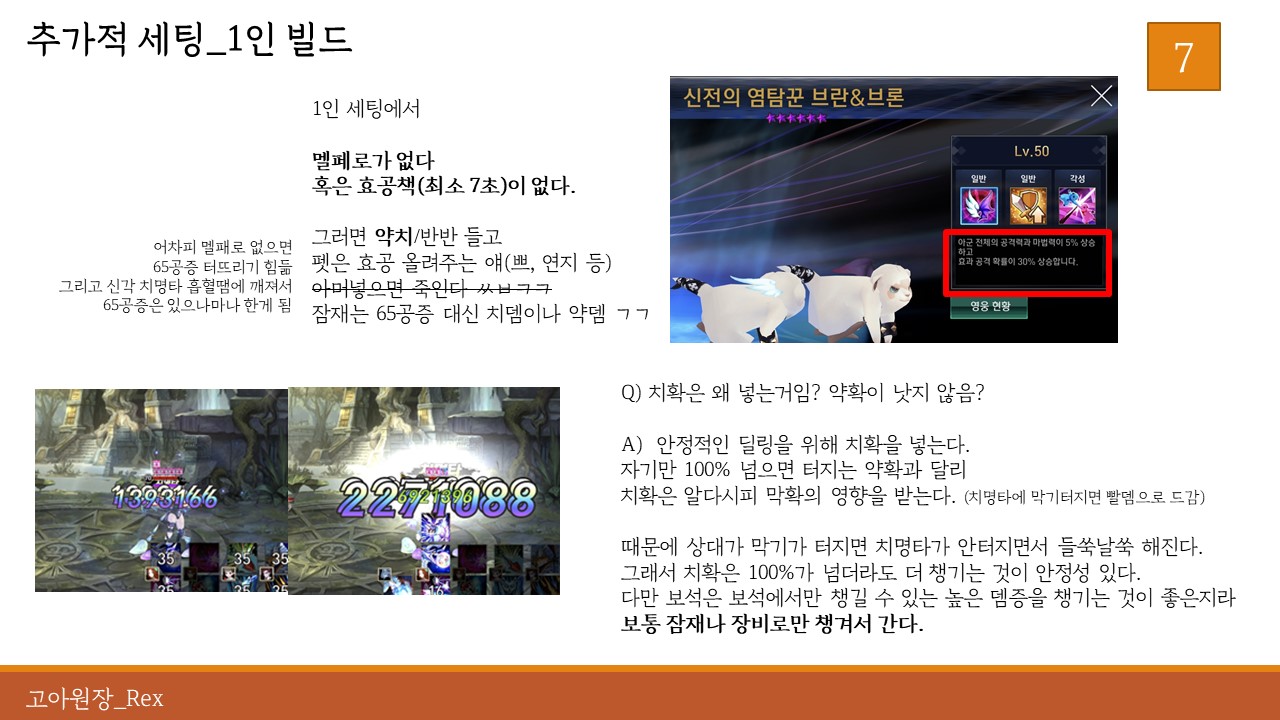 추가적 세팅_1인 빌드
7
1인 세팅에서
멜페로가 없다
혹은 효공책(최소 7초)이 없다.
그러면 약치/반반 들고
펫은 효공 올려주는 얘(쁘, 연지 등)
아머넣으면 죽인다 ㅆㅂㄱㄱ
잠재는 65공증 대신 치뎀이나 약뎀 ㄱㄱ
어차피 멜패로 없으면
65공증 터뜨리기 힘듦
그리고 신각 치명타 흡혈땜에 깨져서
65공증은 있으나마나 한게 됨
신전의 염탐꾼 브란&브론
Lv.50
일반 일반 각성
아군 전체의 공격력과 마법력이 5% 상승
하고
효과 공격 확률이 30% 상승합니다.
영웅 현황
1393166
35
35 35
2271088
6921396
Q) 치확은 왜 넣는거임? 약확이 낫지 않음?
A) 안정적인 딜링을 위해 치확을 넣는다.
자기만 100% 넘으면 터지는 약확과 달리
치확은 알다시피 막확의 영향을 받는다. (치명타에 막기터지면 빨뎀으로 드감)
때문에 상대가 막기가 터지면 치명타가 안터지면서 들쑥날쑥 해진다.
그래서 치확은 100%가 넘더라도 더 챙기는 것이 안정성 있다.
다만 보석은 보석에서만 챙길 수 있는 높은 뎀증을 챙기는 것이 좋은지라
보통 잠재나 장비로만 챙겨서 간다.
고아원장_Rex